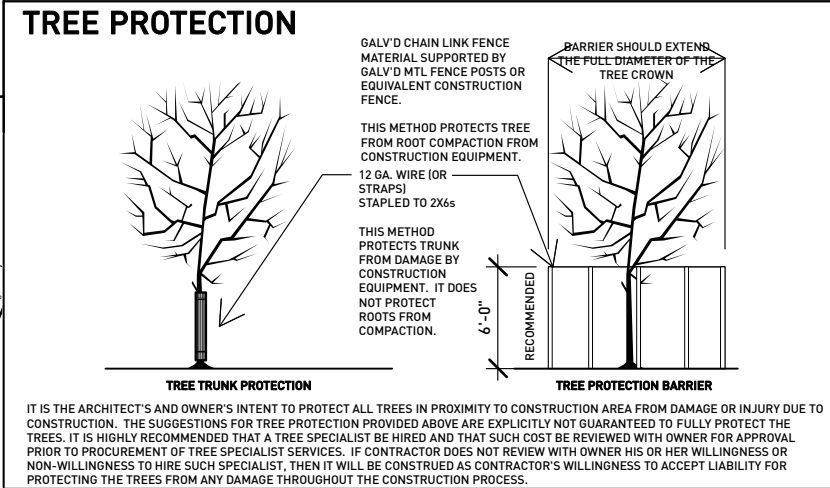 TREE PROTECTION
GALV'D CHAIN LINK FENCE
MATERIAL SUPPORTED BY
GALV'D MTL FENCE POSTS OR
EQUIVALENT CONSTRUCTION
FENCE.
THIS METHOD PROTECTS TREE
FROM ROOT COMPACTION FROM
CONSTRUCTION EQUIPMENT.
12 GA. WIRE (OR
STRAPS)
STAPLED TO 2X6s
THIS METHOD
PROTECTS TRUNK
FROM DAMAGE BY
CONSTRUCTION
EQUIPMENT. IT DOES
NOT PROTECT
ROOTS FROM
COMPACTION.
BARRIER SHOULD EXTEND
THE FULL DIAMETER OF THE
TREE CROWN
6'-0"
RECOMMENDED
TREE TRUNK PROTECTION
TREE PROTECTION BARRIER
IT IS THE ARCHITECT'S AND OWNER'S INTENT TO PROTECT ALL TREES IN PROXIMITY TO CONSTRUCTION AREA FROM DAMAGE OR INJURY DUE TO
CONSTRUCTION. THE SUGGESTIONS FOR TREE PROTECTION PROVIDED ABOVE ARE EXPLICITLY NOT GUARANTEED TO FULLY PROTECT THE
TREES. IT IS HIGHLY RECOMMENDED THAT A TREE SPECIALIST BE HIRED AND THAT SUCH COST BE REVIEWED WITH OWNER FOR APPROVAL
PRIOR TO PROCUREMENT OF TREE SPECIALIST SERVICES. IF CONTRACTOR DOES NOT REVIEW WITH OWNER HIS OR HER WILLINGNESS OR
NON-WILLINGNESS TO HIRE SUCH SPECIALIST, THEN IT WILL BE CONSTRUED AS CONTRACTOR'S WILLINGNESS TO ACCEPT LIABILITY FOR
PROTECTING THE TREES FROM ANY DAMAGE THROUGHOUT THE CONSTRUCTION PROCESS.